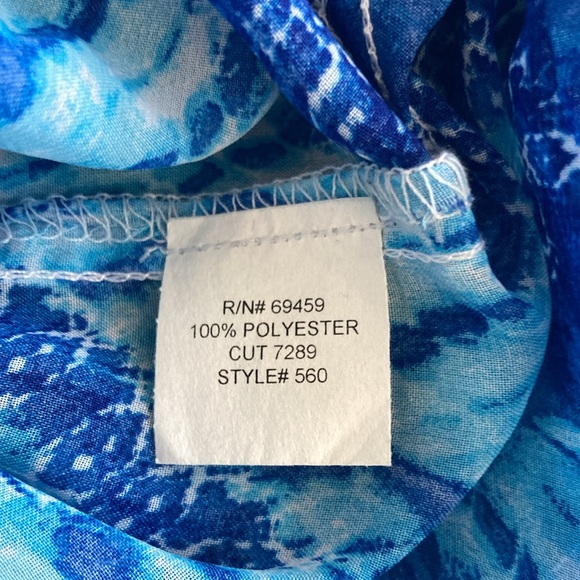 R/N# 69459
100% POLYESTER
CUT 7289
STYLE# 560